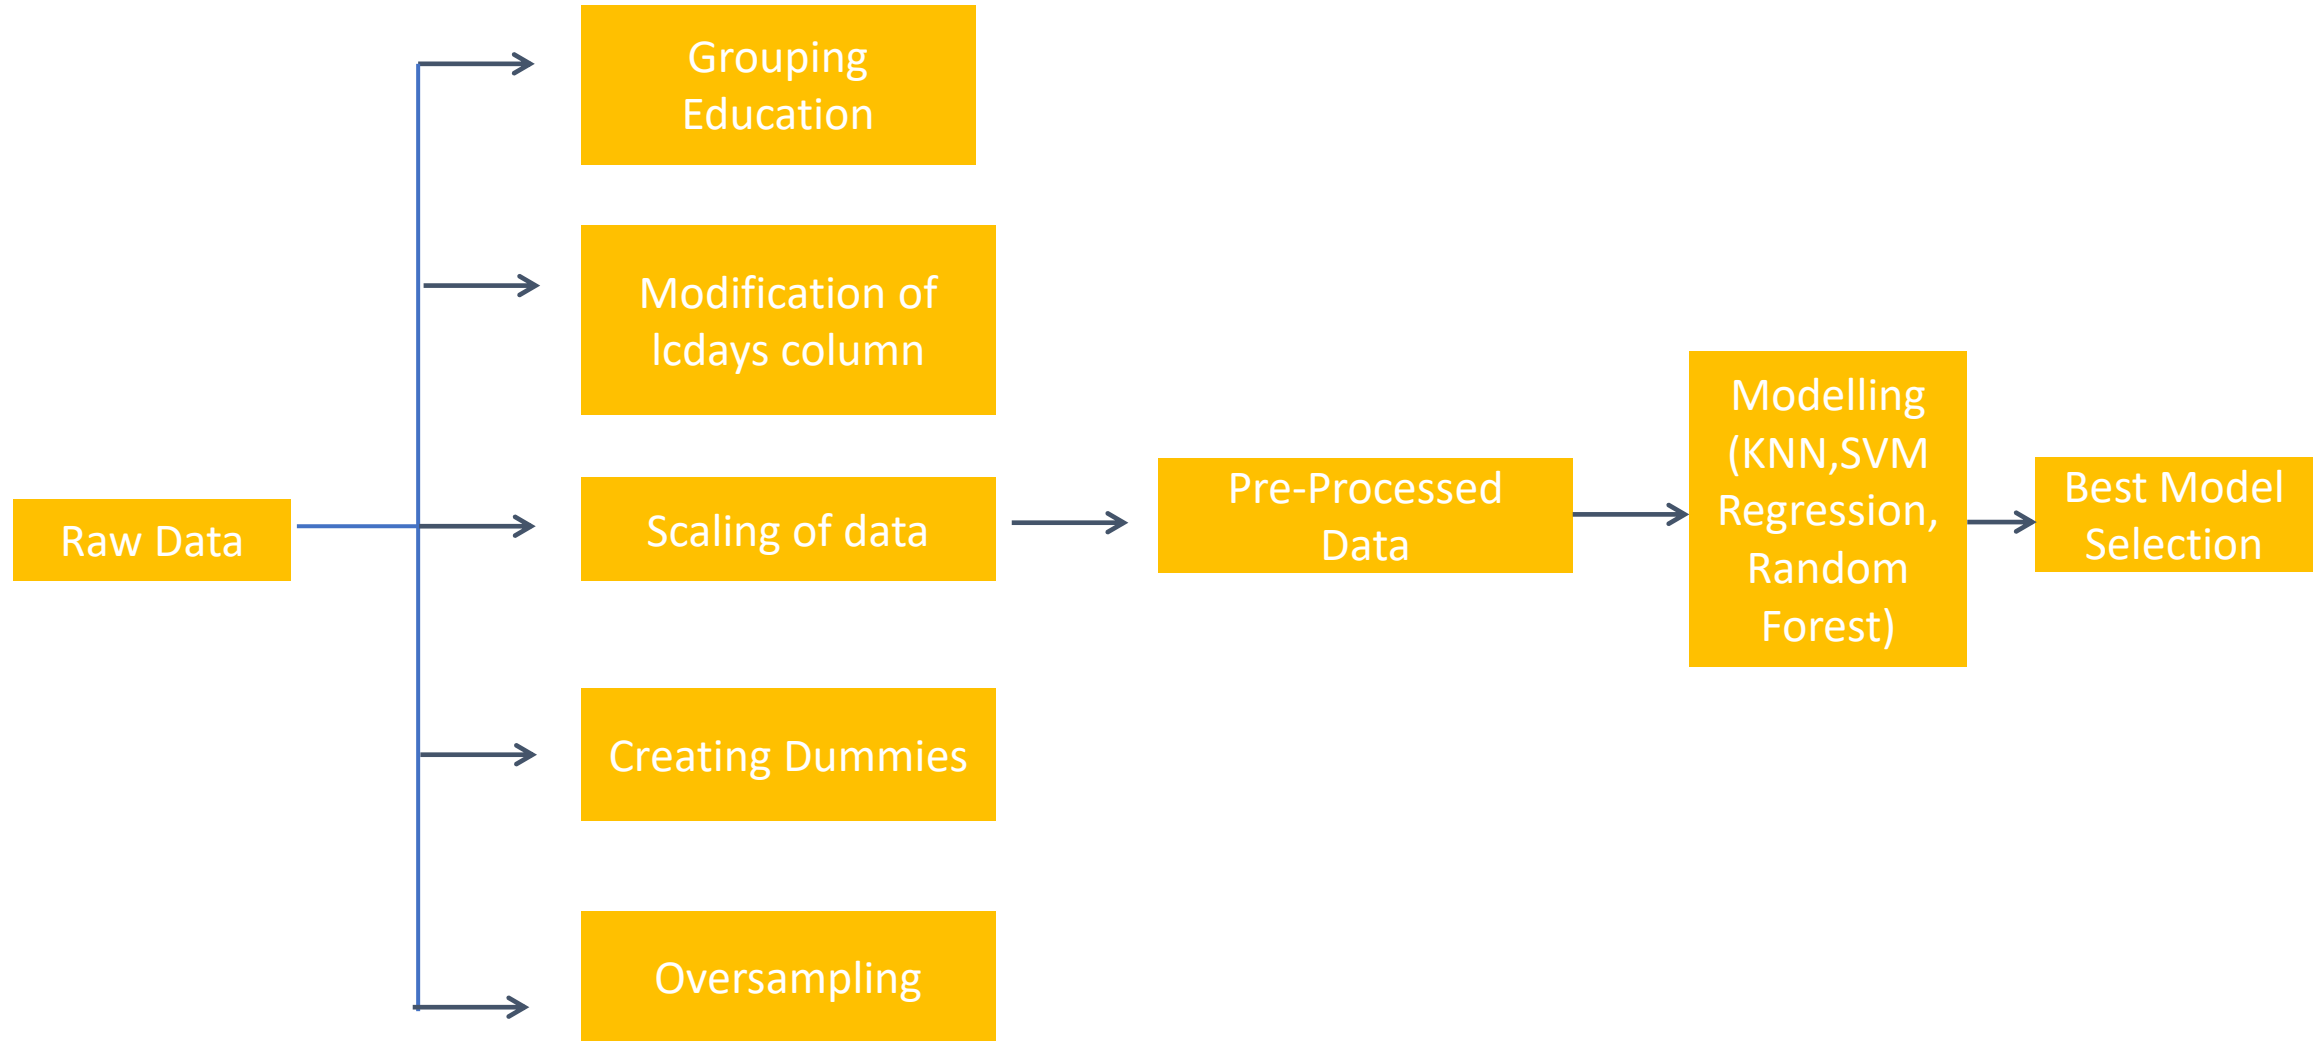 Grouping
Education
Modification of
lcdays column
Raw Data
Scaling of data
Creating Dummies
Oversampling
Pre-Processed
Data
Modelling
(KNN,SVM
Regression,
Random
Forest)
Best Model
Selection